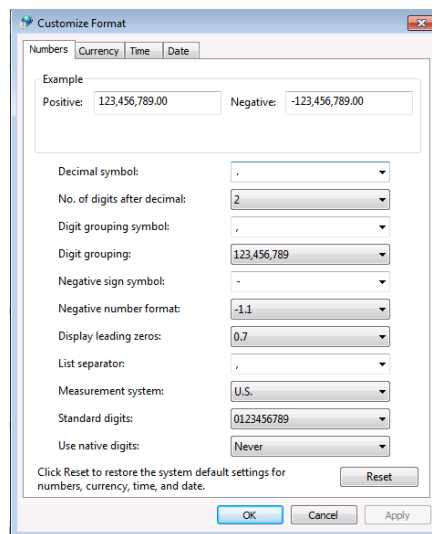 Customize Format
Numbers Currency Time Date
Example
Positive: 123,456,789.00 Negative: -123,456,789.00
Decimal symbol: .
No. of digits after decimal: 2
Digit grouping symbol: ,
Digit grouping: 123,456,789
Negative sign symbol: -
Negative number format: -1.1
Display leading zeros: 0.7
List separator: ,
Measurement system: U.S.
Standard digits: 0123456789
Use native digits: Never
Click Reset to restore the system default settings for
numbers, currency, time, and date.
Reset
OK Cancel Apply